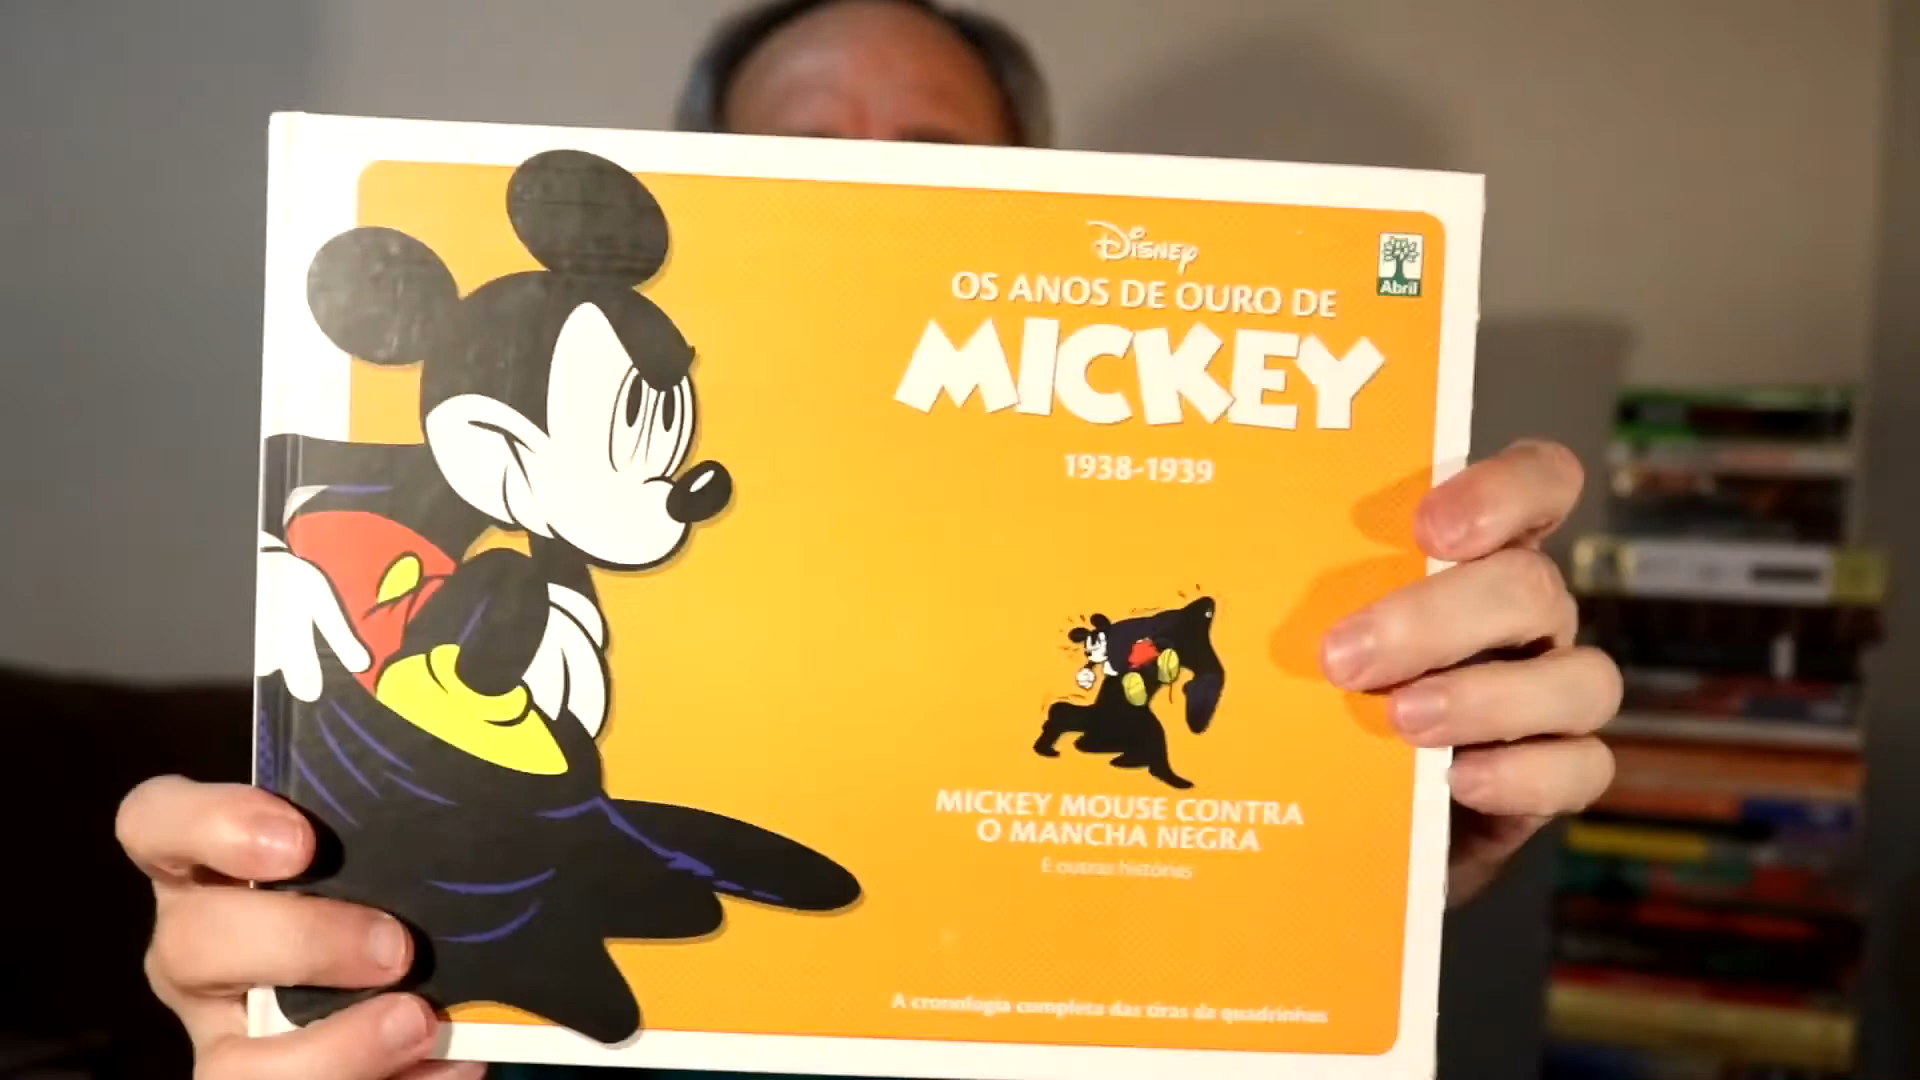 Disney
OS ANOS DE OURO DE
MICKEY
Abril
1938-1939
MICKEY MOUSE CONTRA
O MANCHA NEGRA
E outras histórias
A cronologia completa das tiras de quadrinhos